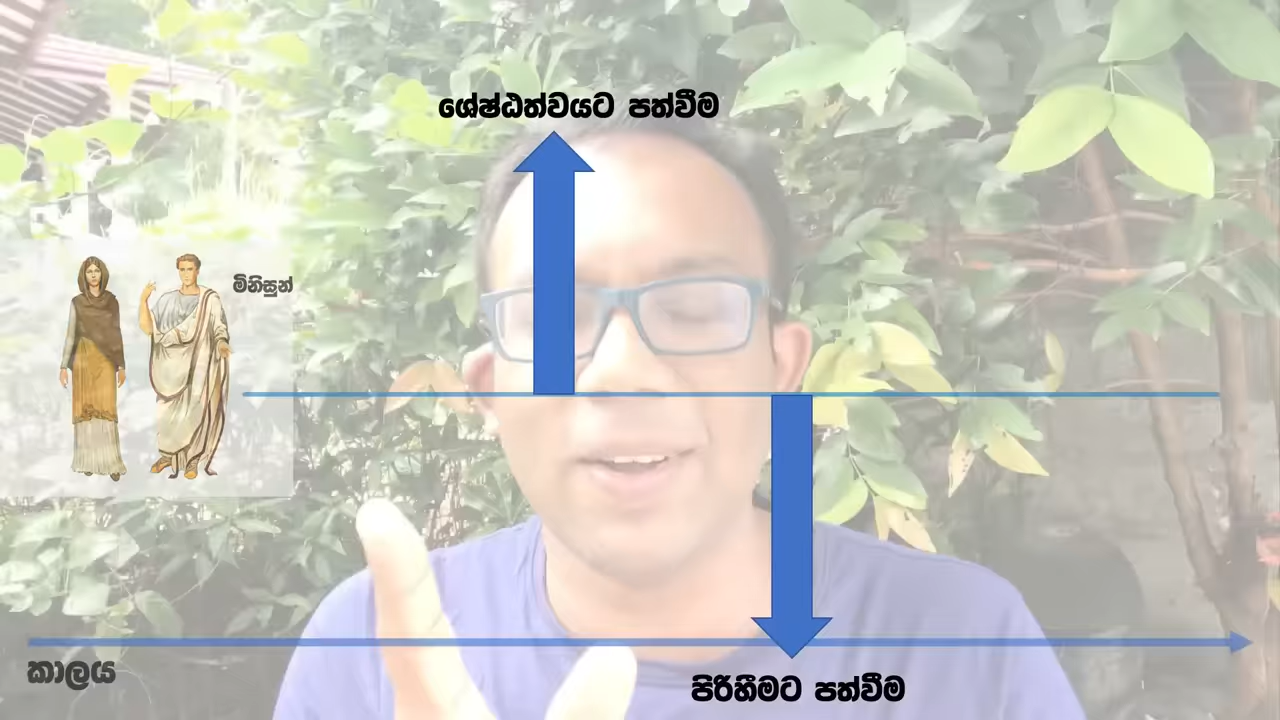 ශ්‍රේෂ්ඨත්වයට පත්වීම
මිනිසුන්
කාලය
පිරිහීමට පත්වීම